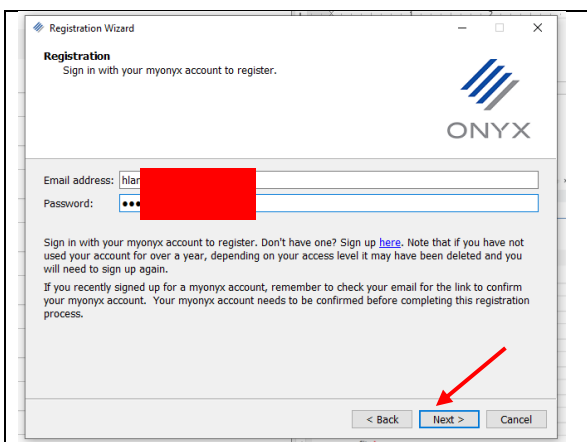 Registration Wizard
Registration
Sign in with your myonyx account to register.
ONYX
Email address: hlar
Password:
Sign in with your myonyx account to register. Don't have one? Sign up here. Note that if you have not
used your account for over a year, depending on your access level it may have been deleted and you
will need to sign up again.
If you recently signed up for a myonyx account, remember to check your email for the link to confirm
your myonyx account. Your myonyx account needs to be confirmed before completing this registration
process.
< Back Next > Cancel